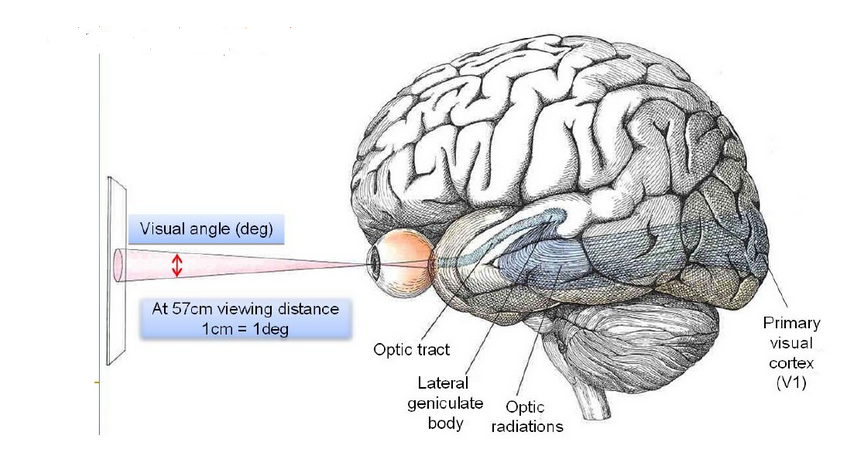 Visual angle (deg)
At 57cm viewing distance
1cm = 1deg
Optic tract
Lateral
geniculate
body
Optic
radiations
Primary
visual
cortex
(V1)